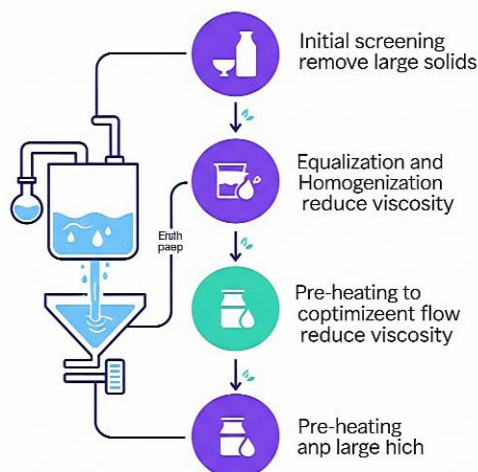 Initial screening
remove large solids
Equalization and
Homogenization
reduce viscosity
paep
Pre-heating to
coptimizeent flow
reduce viscosity
Pre-heating
anp large hich